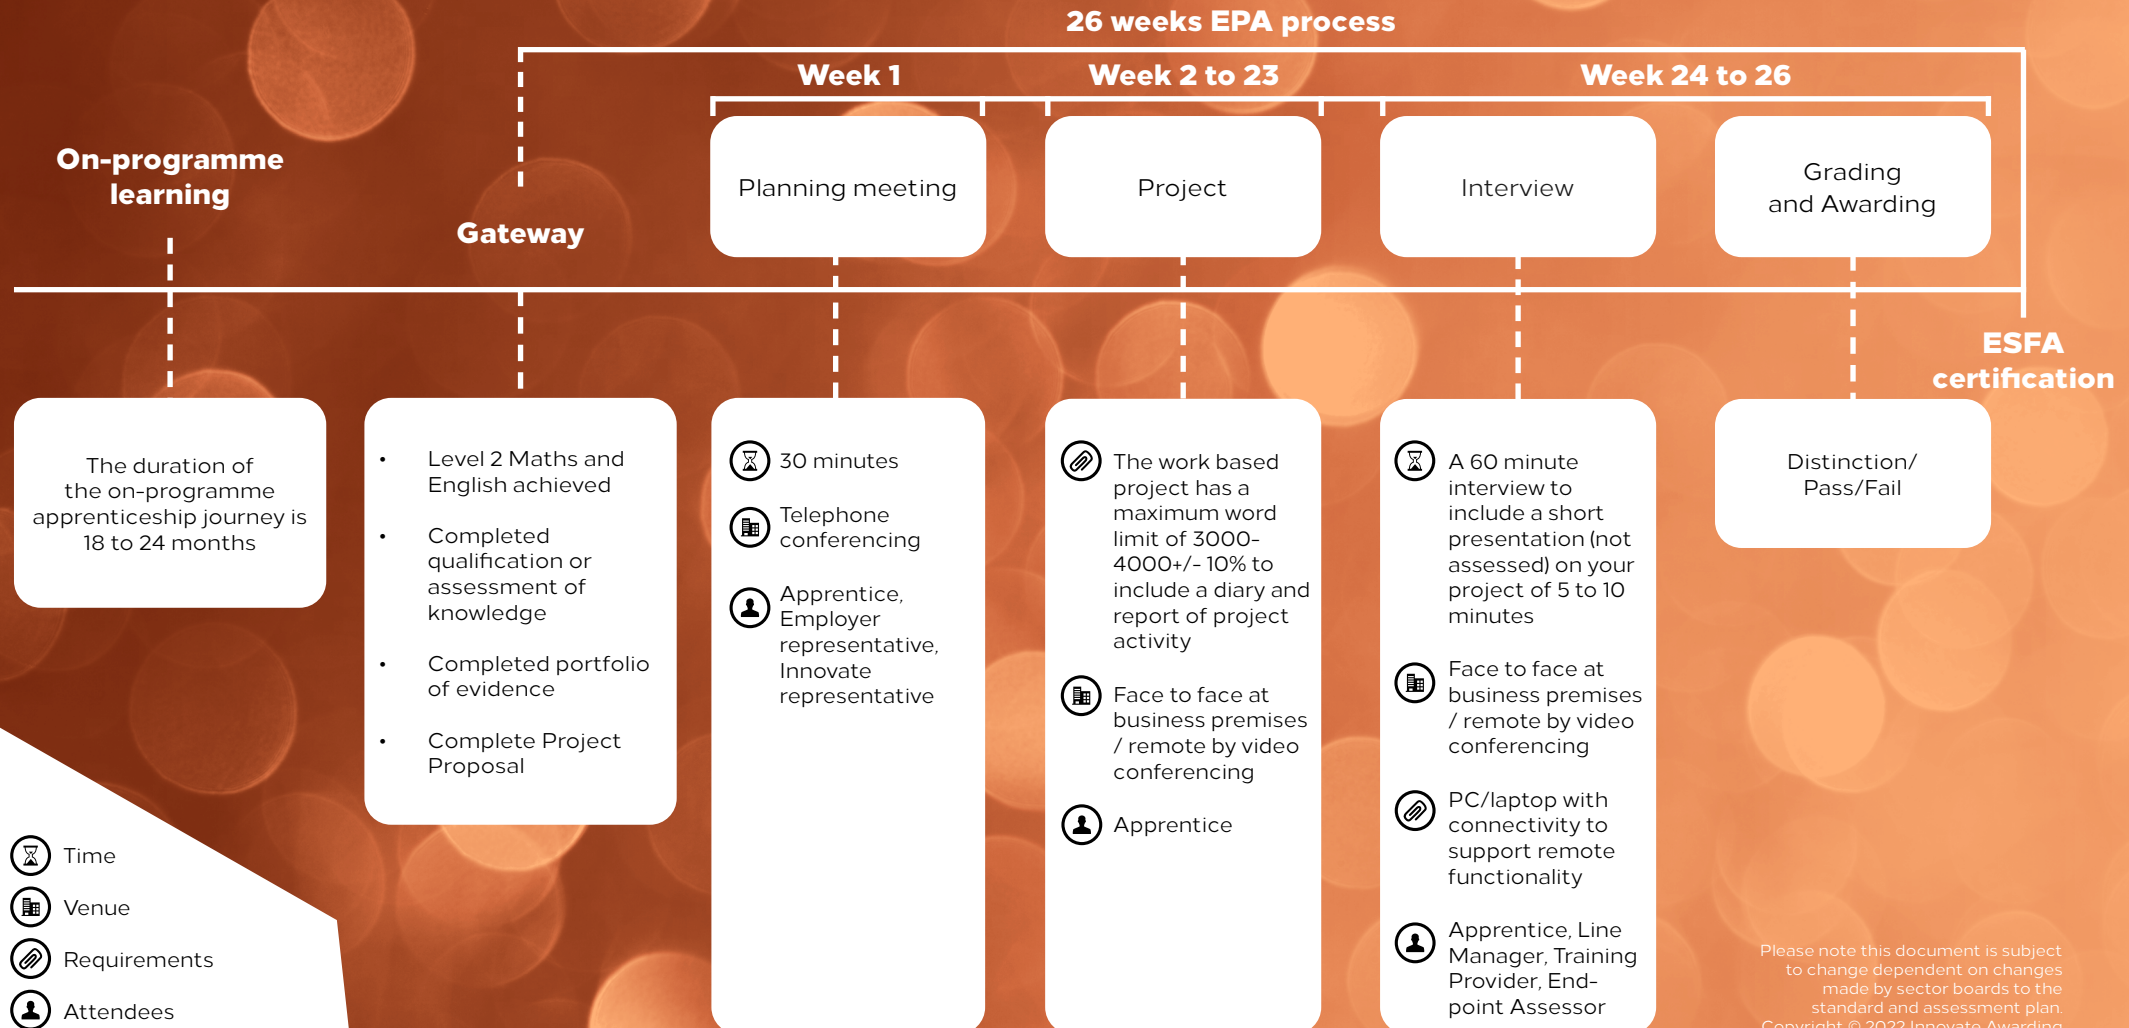 26 weeks EPA process
Week 1
Week 2 to 23
Week 24 to 26
On-programme
learning
Gateway
Planning meeting
Project
Interview
Grading
and Awarding
ESFA
certification
The duration of
the on-programme
apprenticeship journey is
18 to 24 months
• Level 2 Maths and
English achieved
• Completed
qualification or
assessment of
knowledge
• Completed portfolio
of evidence
• Complete Project
Proposal
30 minutes
Telephone
conferencing
Apprentice,
Employer
representative,
Innovate
representative
The work based
project has a
maximum word
limit of 3000-
4000+/- 10% to
include a diary and
report of project
activity
Face to face at
business premises
/ remote by video
conferencing
Apprentice
A 60 minute
interview to
include a short
presentation (not
assessed) on your
project of 5 to 10
minutes
Face to face at
business premises
/ remote by video
conferencing
PC/laptop with
connectivity to
support remote
functionality
Apprentice, Line
Manager, Training
Provider, End-
point Assessor
Distinction/
Pass/Fail
Time
Venue
Requirements
Attendees
Please note this document is subject
to change dependent on changes
made by sector boards to the
standard and assessment plan.
Copyright © 2022 Innovate Awarding